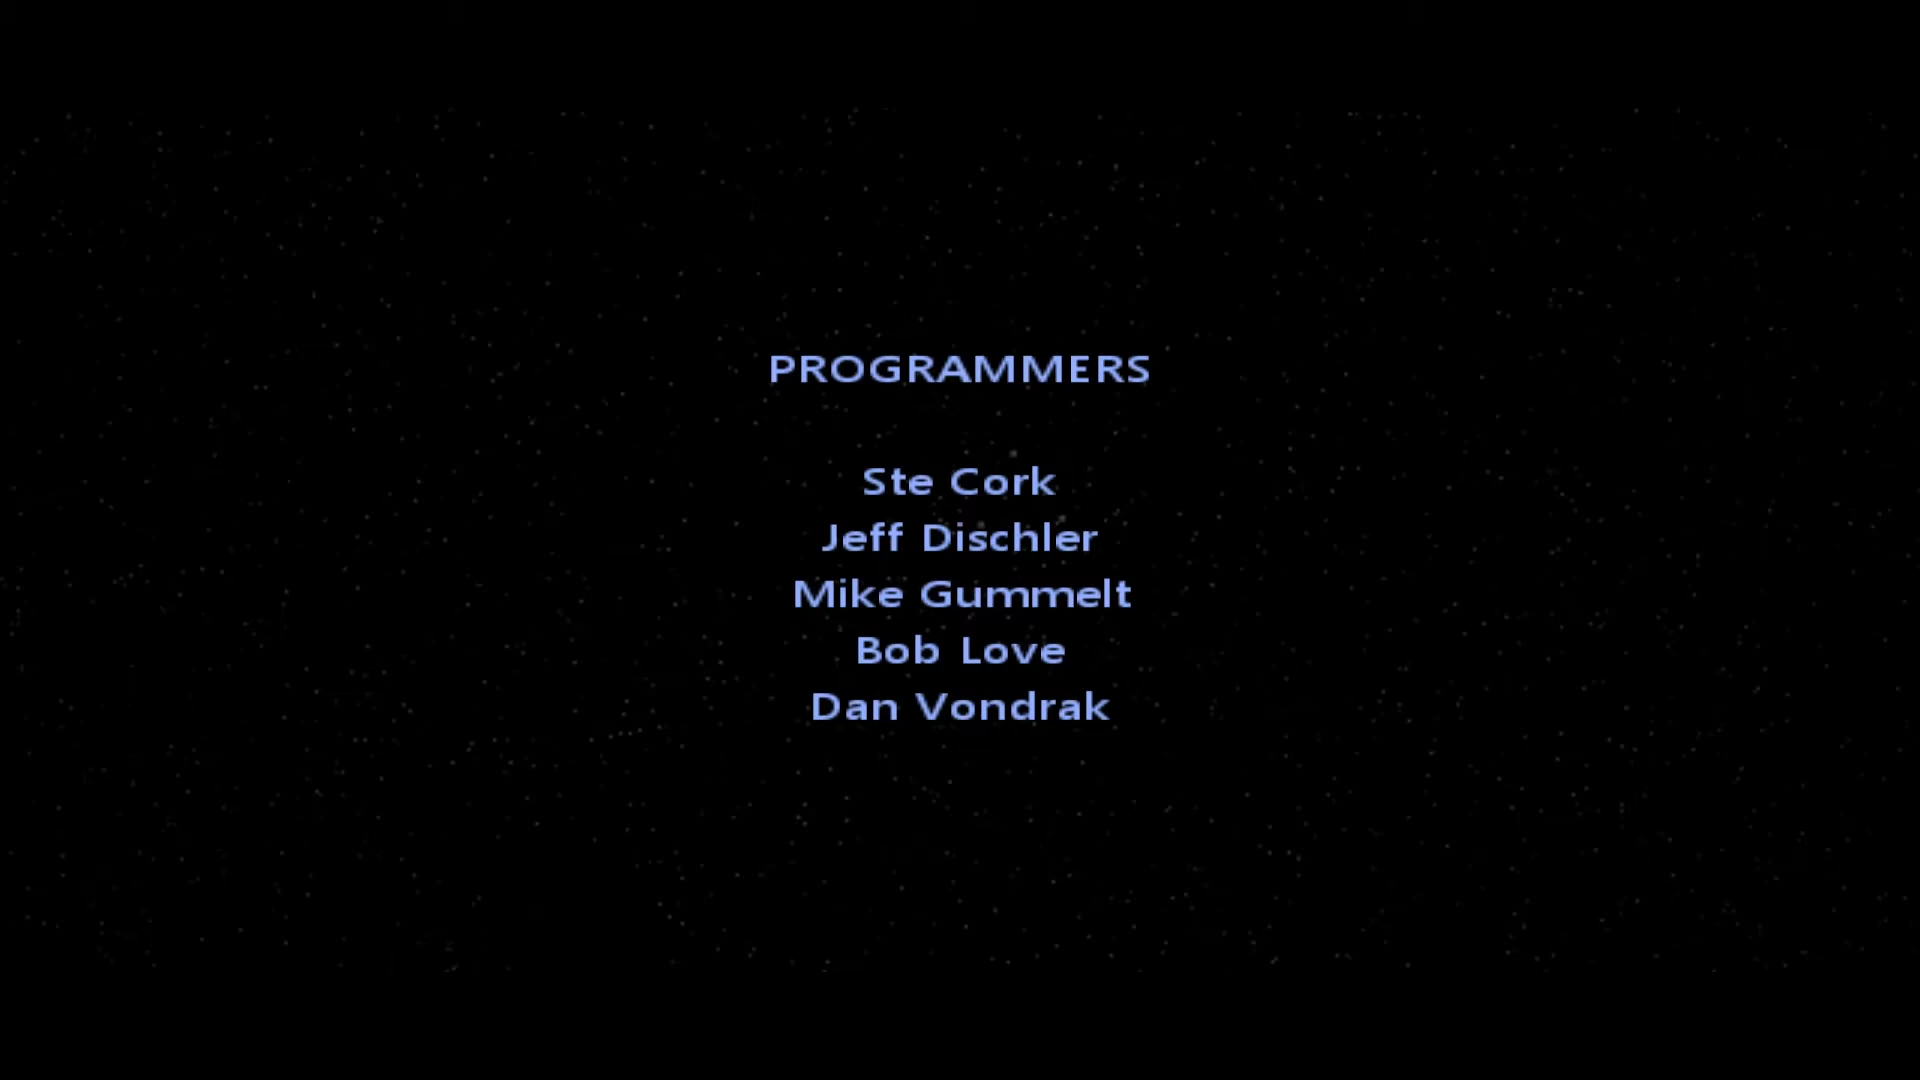 PROGRAMMERS
Ste Cork
Jeff Dischler
Mike Gummelt
Bob Love
Dan Vondrak